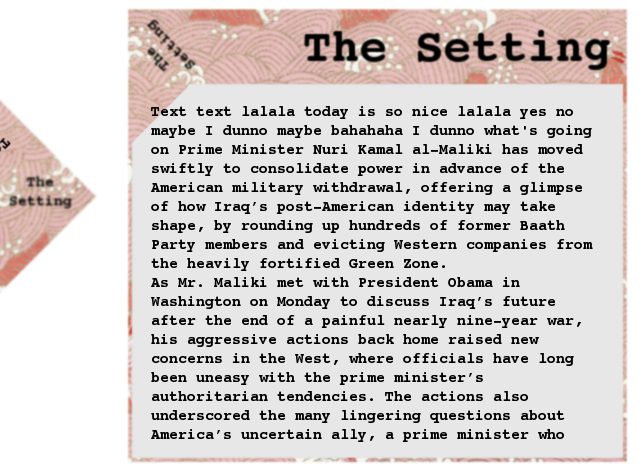 The
Setting
The Setting
The
Setting
Text text lalala today is so nice lalala yes no
maybe I dunno maybe bahahaha I dunno what's going
on Prime Minister Nuri Kamal al-Maliki has moved
swiftly to consolidate power in advance of the
American military withdrawal, offering a glimpse
of how Iraq’s post-American identity may take
shape, by rounding up hundreds of former Baath
Party members and evicting Western companies from
the heavily fortified Green Zone.
As Mr. Maliki met with President Obama in
Washington on Monday to discuss Iraq’s future
after the end of a painful nearly nine-year war,
his aggressive actions back home raised new
concerns in the West, where officials have long
been uneasy with the prime minister’s
authoritarian tendencies. The actions also
underscored the many lingering questions about
America’s uncertain ally, a prime minister who